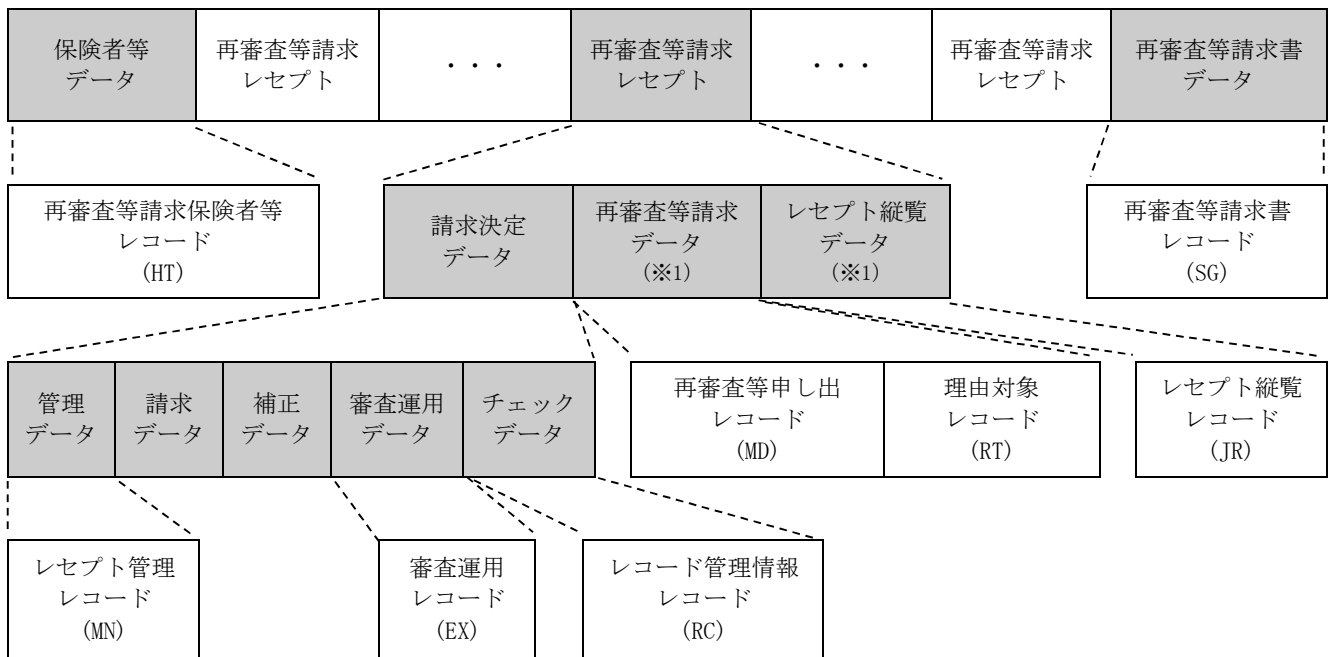 保険者等
データ
再審査等請求
レセプト
・・・
再審査等請求
レセプト
・・・
再審査等請求
レセプト
再審査等請求書
データ
再審査等請求保険者等
レコード
(HT)
請求決定
データ
再審査等請求
データ
(※1)
レセプト縦覧
データ
(※1)
再審査等請求書
レコード
(SG)
管理
データ
請求
データ
補正
データ
審査運用
データ
チェック
データ
再審査等申し出
レコード
(MD)
理由対象
レコード
(RT)
レセプト縦覧
レコード
(JR)
レセプト管理
レコード
(MN)
審査運用
レコード
(EX)
レコード管理情報
レコード
(RC)